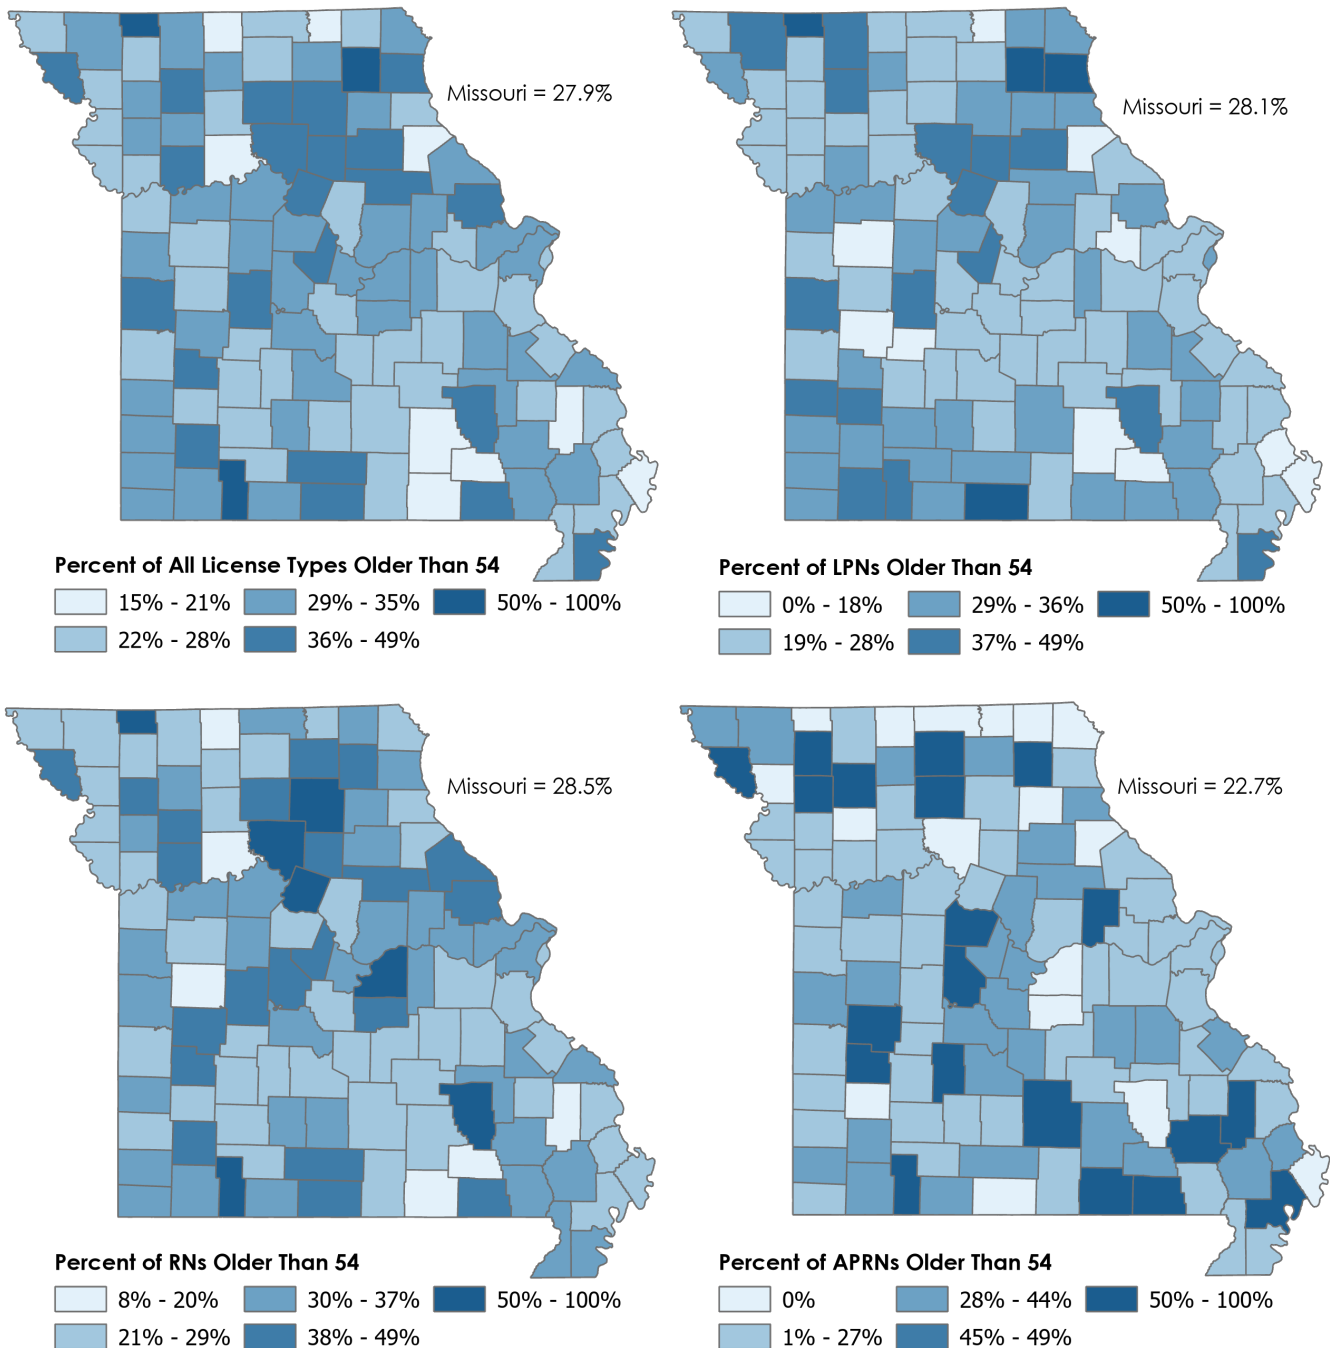 Missouri = 27.9%
Percent of All License Types Older Than 54
15% - 21%
29% - 35%
50% - 100%
22% - 28%
36% - 49%
Missouri = 28.1%
Percent of LPNs Older Than 54
0% - 18%
29% - 36%
50% - 100%
19% - 28%
37% - 49%
Missouri = 28.5%
Percent of RNs Older Than 54
8% - 20%
30% - 37%
50% - 100%
21% - 29%
38% - 49%
Missouri = 22.7%
Percent of APRNs Older Than 54
0%
28% - 44%
50% - 100%
1% - 27%
45% - 49%